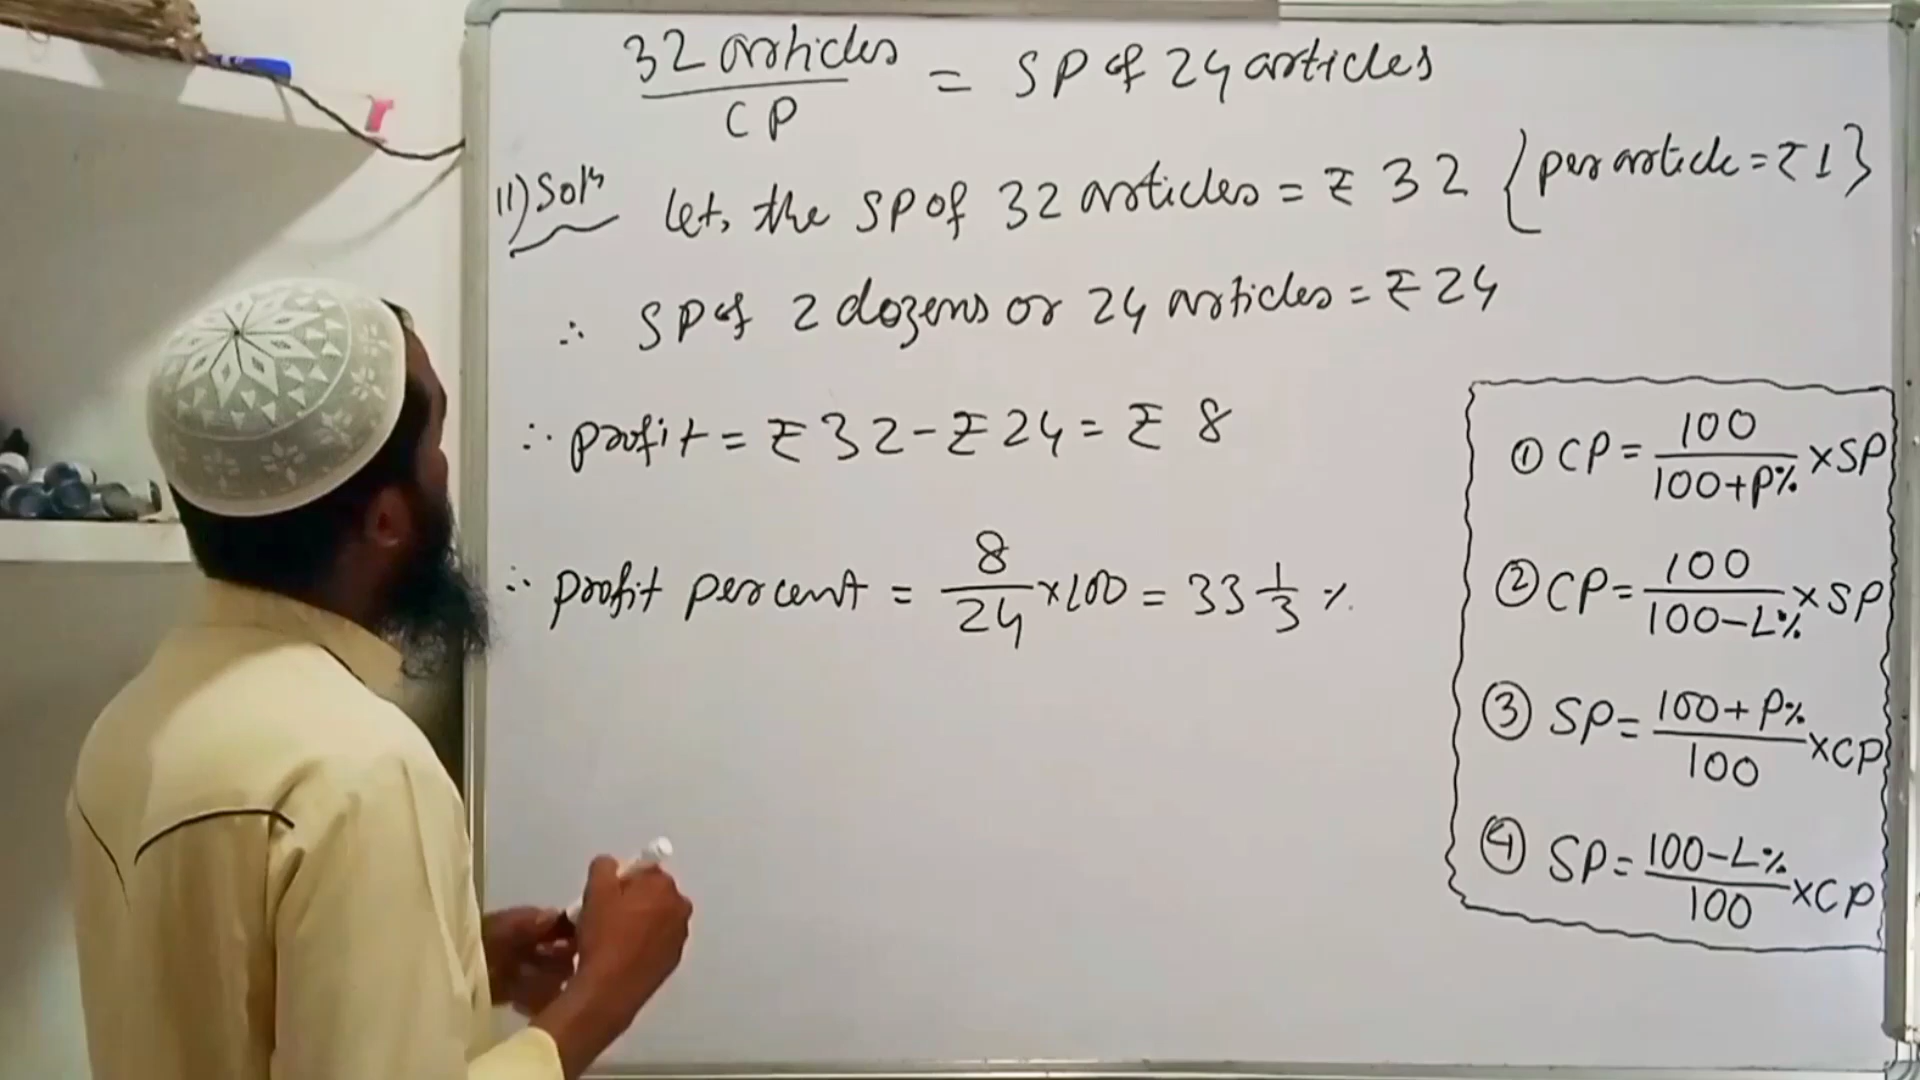 32 articles / CP = SP of 24 articles
11) Soln Let, the SP of 32 articles = ₹ 32 {per article = ₹1}
∴ SP of 2 dozens or 24 articles = ₹ 24
∴ profit = ₹ 32 - ₹ 24 = ₹ 8
∴ profit percent = 8/24 × 100 = 33 1/3 %
① CP = 100/100+P% × SP
② CP = 100/100-L% × SP
③ SP = 100+P%/100 × CP
④ SP = 100-L%/100 × CP